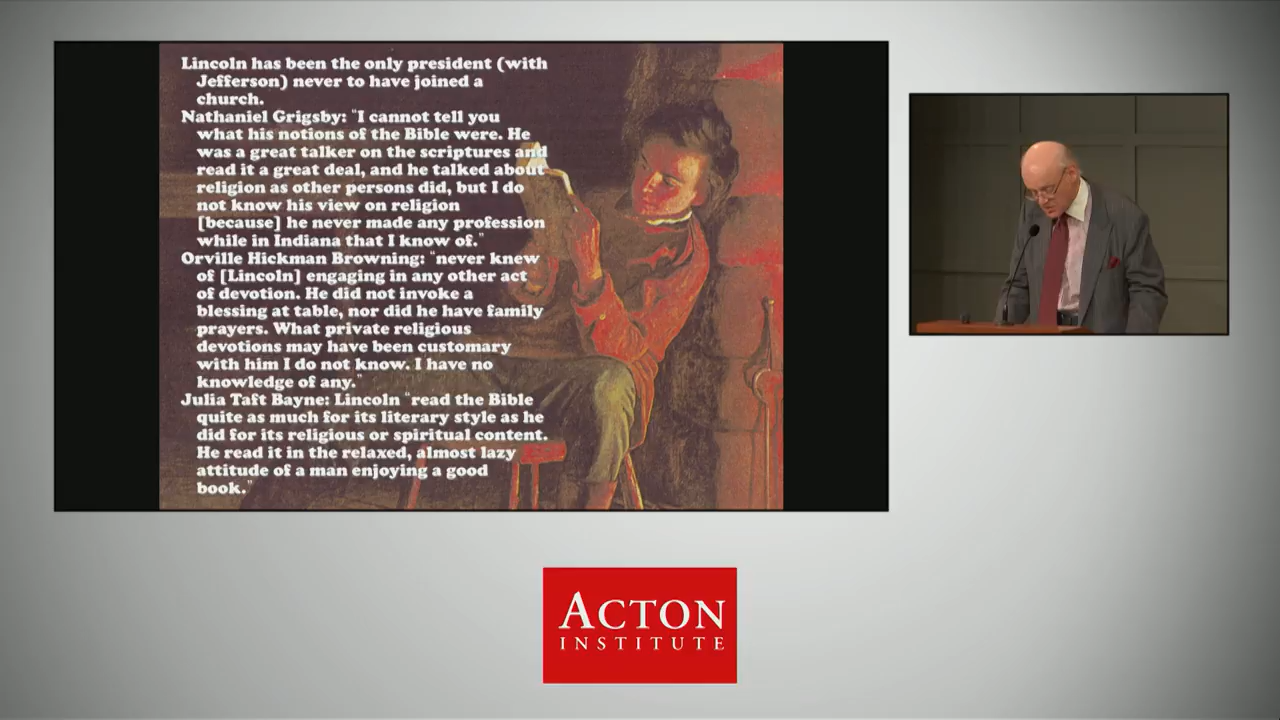 Lincoln has been the only president (with
Jefferson) never to have joined a
church.
Nathaniel Grigsby: "I cannot tell you
what his notions of the Bible were. He
was a great talker on the scriptures and
read it a great deal, and he talked about
religion as other persons did, but I do
not know his view on religion
[because] he never made any profession
while in Indiana that I know of."
Orville Hickman Browning: "never knew
of [Lincoln] engaging in any other act
of devotion. He did not invoke a
blessing at table, nor did he have family
prayers. What private religious
devotions may have been customary
with him I do not know. I have no
knowledge of any."
Julia Taft Bayne: Lincoln "read the Bible
quite as much for its literary style as he
did for its religious or spiritual content.
He read it in the relaxed, almost lazy
attitude of a man enjoying a good
book."
ACTON
INSTITUTE